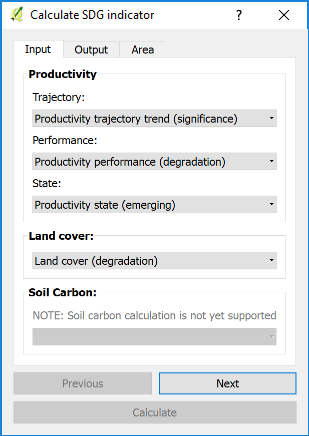 Calculate SDG indicator
Input Output Area
Productivity
Trajectory:
Productivity trajectory trend (significance)
Performance:
Productivity performance (degradation)
State:
Productivity state (emerging)
Land cover:
Land cover (degradation)
Soil Carbon:
NOTE: Soil carbon calculation is not yet supported
Previous Next
Calculate